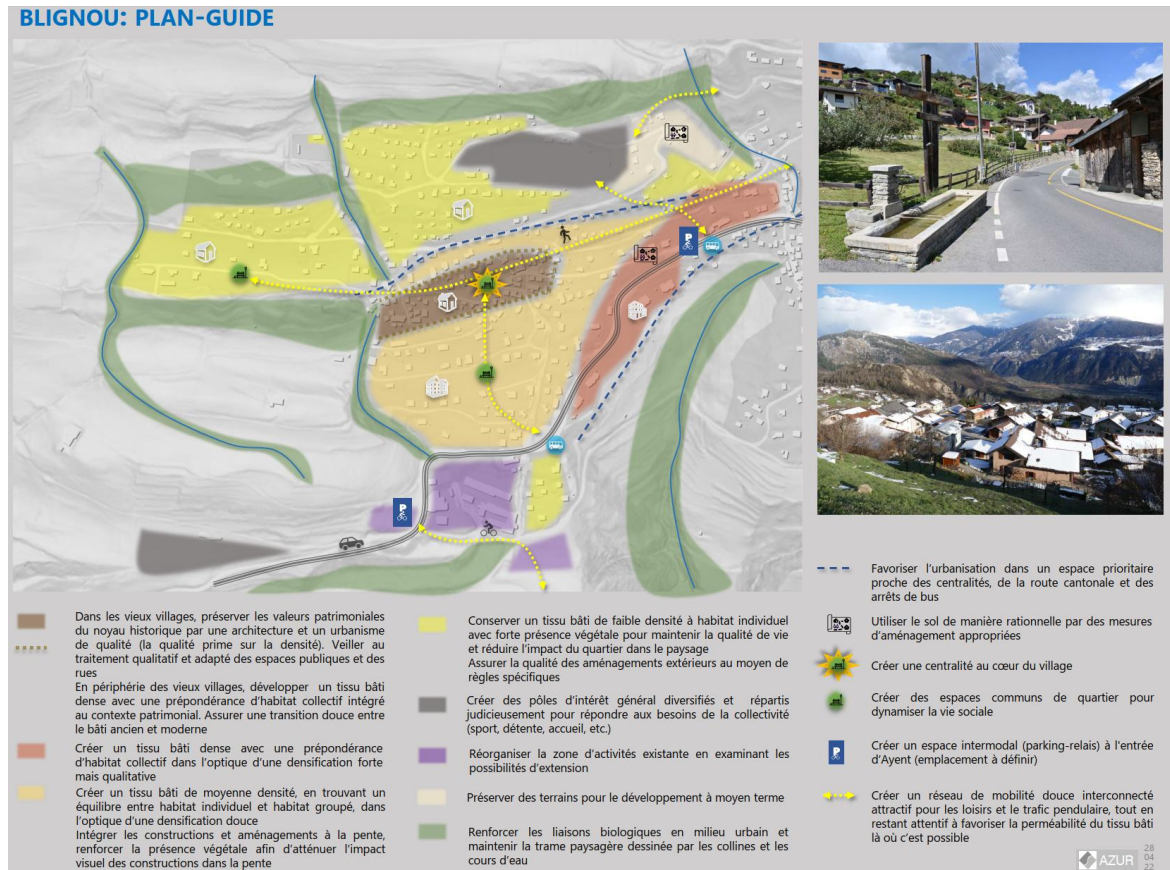 BLIGNOU: PLAN-GUIDE
P
P
Dans les vieux villages, préserver les valeurs patrimoniales
du noyau historique par une architecture et un urbanisme
de qualité (la qualité prime sur la densité). Veiller au
traitement qualitatif et adapté des espaces publiques et des
rues
En périphérie des vieux villages, développer un tissu bâti
dense avec une prépondérance d'habitat collectif intégré
au contexte patrimonial. Assurer une transition douce entre
le bâti ancien et moderne
Créer un tissu bâti dense avec une prépondérance
d'habitat collectif dans l'optique d'une densification forte
mais qualitative
Créer un tissu bâti de moyenne densité, en trouvant un
équilibre entre habitat individuel et habitat groupé, dans
l'optique d'une densification douce
Intégrer les constructions et aménagements à la pente,
renforcer la présence végétale afin d'atténuer l'impact
visuel des constructions dans la pente
Conserver un tissu bâti de faible densité à habitat individuel
avec forte présence végétale pour maintenir la qualité de vie
et réduire l'impact du quartier dans le paysage
Assurer la qualité des aménagements extérieurs au moyen de
règles spécifiques
Créer des pôles d'intérêt général diversifiés et répartis
judicieusement pour répondre aux besoins de la collectivité
(sport, détente, accueil, etc.)
Réorganiser la zone d'activités existante en examinant les
possibilités d'extension
Préserver des terrains pour le développement à moyen terme
Renforcer les liaisons biologiques en milieu urbain et
maintenir la trame paysagère dessinée par les collines et les
cours d'eau
Favoriser l'urbanisation dans un espace prioritaire
proche des centralités, de la route cantonale et des
arrêts de bus
Utiliser le sol de manière rationnelle par des mesures
d'aménagement appropriées
Créer une centralité au cœur du village
Créer des espaces communs de quartier pour
dynamiser la vie sociale
P
Créer un espace intermodal (parking-relais) à l'entrée
d'Ayent (emplacement à définir)
Créer un réseau de mobilité douce interconnecté
attractif pour les loisirs et le trafic pendulaire, tout en
restant attentif à favoriser la perméabilité du tissu bâti
là où c'est possible
AZUR
28
04
22